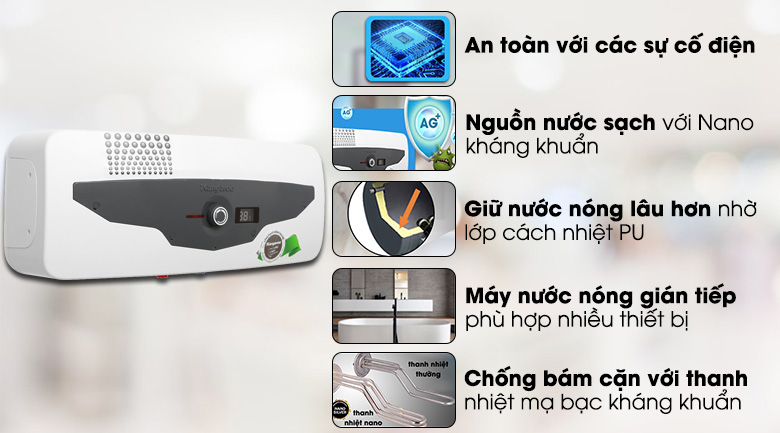 An toàn với các sự cố điện
AG+
AG+
Nguồn nước sạch với Nano
kháng khuẩn
Kangaroo
38
Giữ nước nóng lâu hơn nhờ
lớp cách nhiệt PU
Máy nước nóng gián tiếp
phù hợp nhiều thiết bị
thanh nhiệt
thường
NANO
SILVER
thanh
nhiệt nano
Chống bám cặn với thanh
nhiệt mạ bạc kháng khuẩn